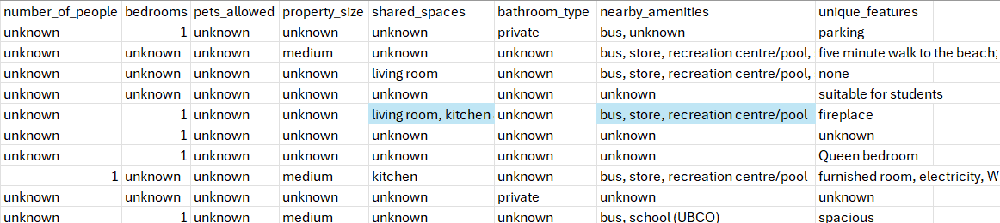 number_of_people bedrooms pets_allowed property_size shared_spaces bathroom_type nearby_amenities unique_features
unknown 1 unknown unknown unknown private bus, unknown parking
unknown unknown unknown medium unknown unknown bus, store, recreation centre/pool, five minute walk to the beach;
unknown unknown unknown unknown living room unknown bus, store, recreation centre/pool, none
unknown unknown unknown unknown unknown unknown unknown suitable for students
unknown 1 unknown unknown living room, kitchen unknown bus, store, recreation centre/pool fireplace
unknown 1 unknown unknown unknown unknown unknown unknown
unknown 1 unknown unknown unknown unknown unknown Queen bedroom
1 unknown unknown medium kitchen unknown bus, store, recreation centre/pool furnished room, electricity, W
unknown unknown unknown unknown unknown private unknown unknown
unknown 1 unknown medium unknown unknown bus, school (UBCO) spacious